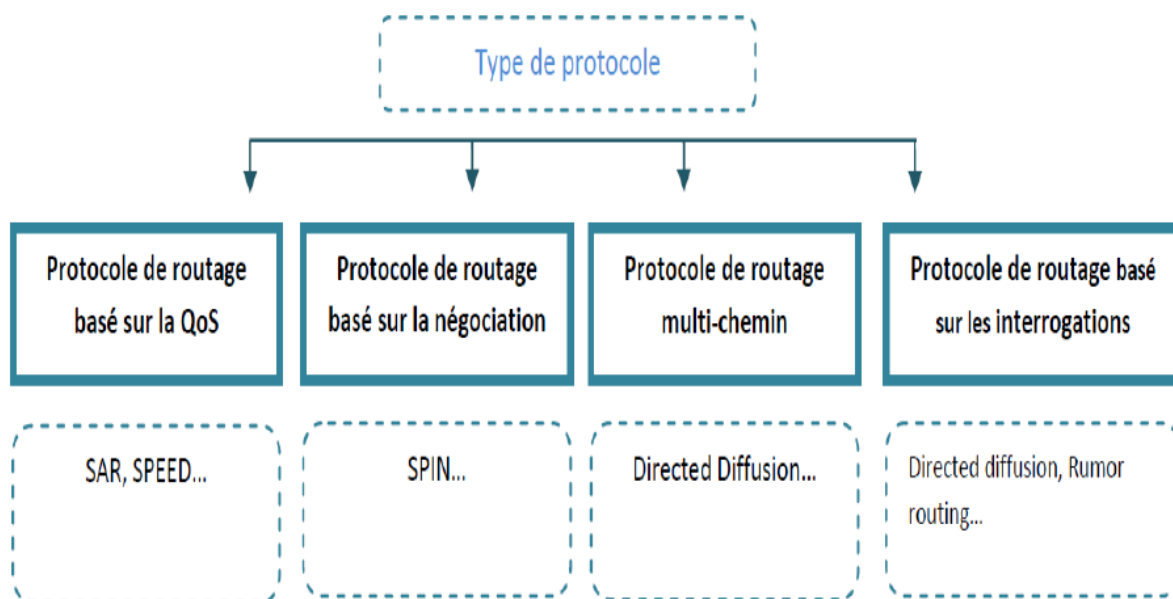 Type de protocole
Protocole de routage
basé sur la QoS
Protocole de routage
basé sur la négociation
Protocole de routage
multi-chemin
Protocole de routage basé
sur les interrogations
SAR, SPEED...
SPIN...
Directed Diffusion...
Directed diffusion, Rumor
routing...